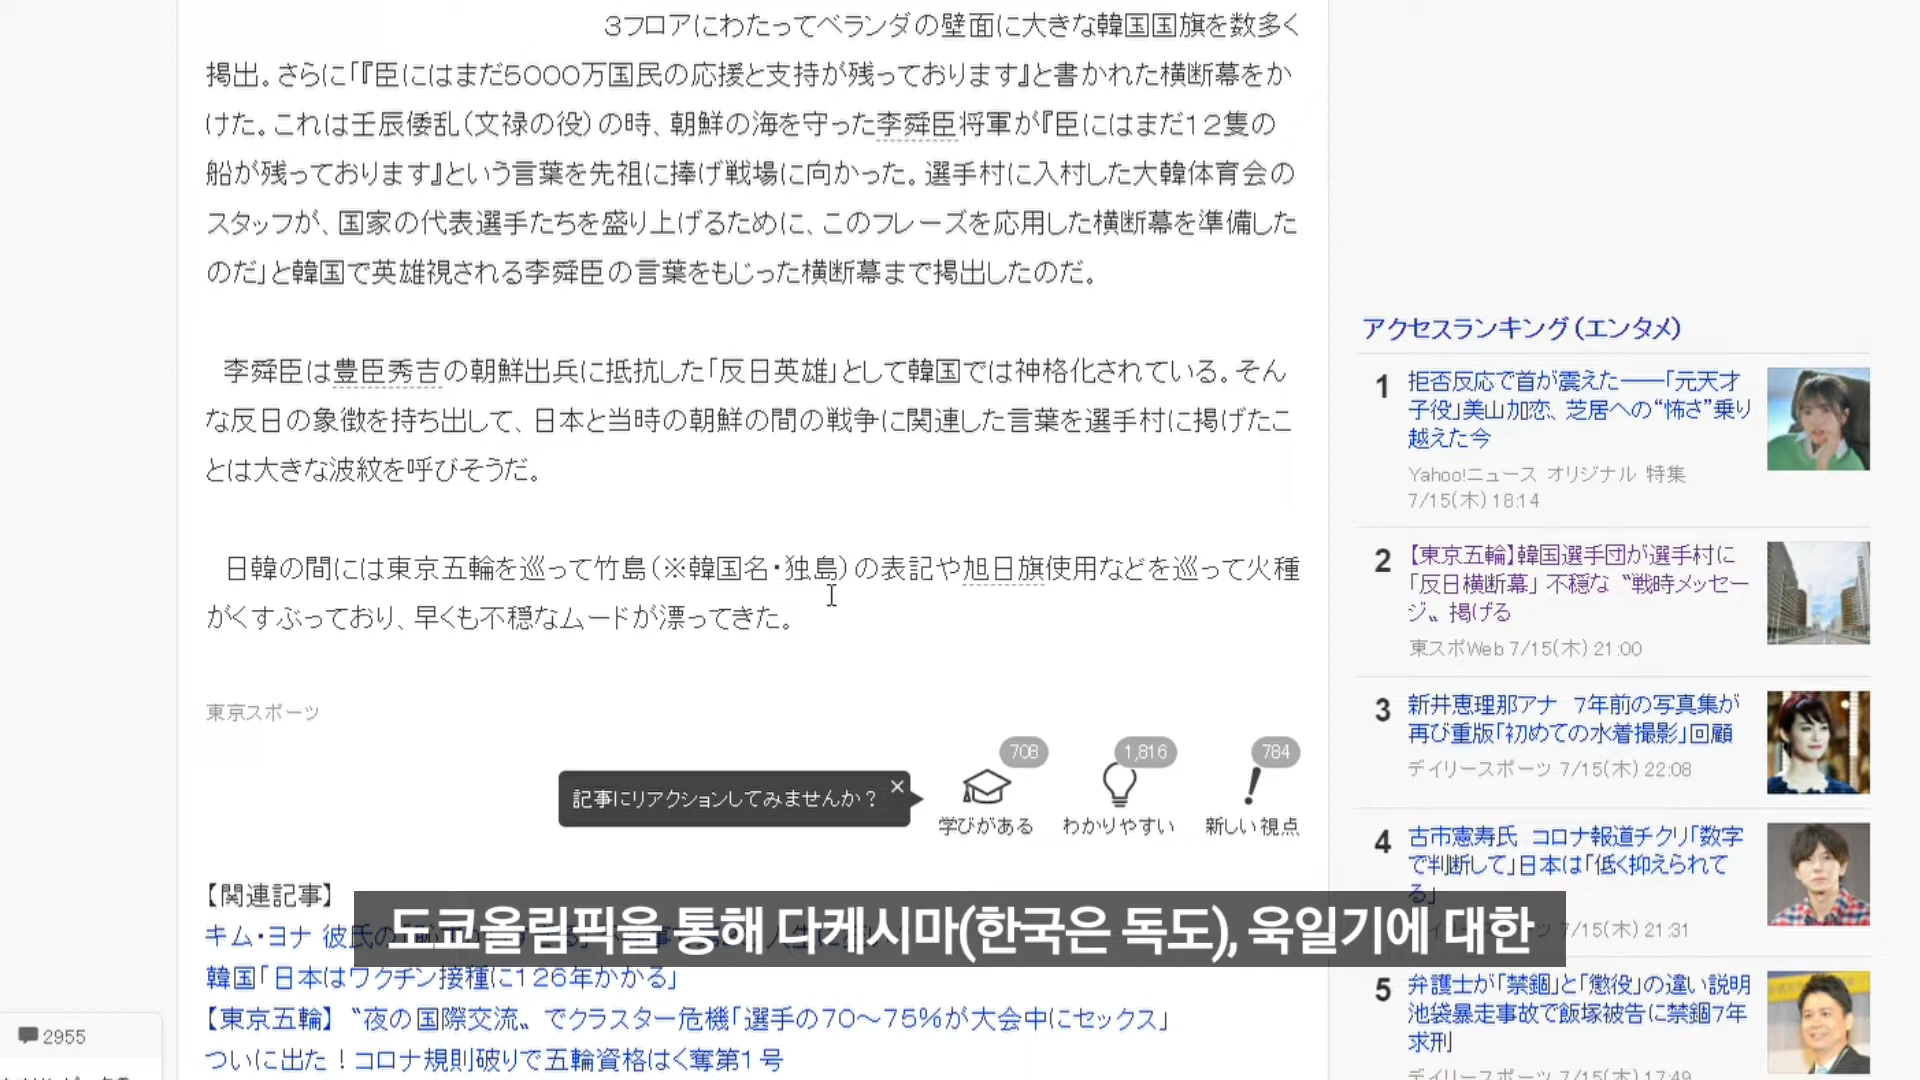 3フロアにわたってベランダの壁面に大きな韓国国旗を数多く
掲出。さらに「『臣にはまだ5000万国民の応援と支持が残っております』と書かれた横断幕をか
けた。これは壬辰倭乱(文禄の役)の時、朝鮮の海を守った李舜臣将軍が『臣にはまだ12隻の
船が残っております』という言葉を先祖に捧げ戦場に向かった。選手村に入村した大韓体育会の
スタッフが、国家の代表選手たちを盛り上げるために、このフレーズを応用した横断幕を準備した
のだ」と韓国で英雄視される李舜臣の言葉をもじった横断幕まで掲出したのだ。
李舜臣は豊臣秀吉の朝鮮出兵に抵抗した「反日英雄」として韓国では神格化されている。そん
な反日の象徴を持ち出して、日本と当時の朝鮮の間の戦争に関連した言葉を選手村に掲げたこ
とは大きな波紋を呼びそうだ。
日韓の間には東京五輪を巡って竹島(※韓国名・独島)の表記や旭日旗使用などを巡って火種
がくすぶっており、早くも不穏なムードが漂ってきた。
東京スポーツ
708
1,816
784
記事にリアクションしてみませんか？
×
学びがある
わかりやすい
新しい視点
【関連記事】
キム・ヨナ 彼氏の
도쿄올림픽을 통해 다케시마(한국은 독도), 욱일기에 대한
韓国「日本はワクチン接種に126年かかる」
【東京五輪】〝夜の国際交流〟でクラスター危機「選手の70～75%が大会中にセックス」
ついに出た！コロナ規則破りで五輪資格はく奪第1号
2955
アクセスランキング(エンタメ)
1
拒否反応で首が震えた――「元天才
子役」美山加恋、芝居への“怖さ”乗り
越えた今
Yahoo!ニュース オリジナル 特集
7/15(木) 18:14
2
【東京五輪】韓国選手団が選手村に
「反日横断幕」 不穏な〝戦時メッセー
ジ〟掲げる
東スポWeb 7/15(木) 21:00
3
新井恵理那アナ 7年前の写真集が
再び重版「初めての水着撮影」回顧
デイリースポーツ 7/15(木) 22:08
4
古市憲寿氏 コロナ報道チクリ「数字
で判断して」日本は「低く抑えられて
る」
7/15(木) 21:31
5
弁護士が「禁錮」と「懲役」の違い説明
池袋暴走事故で飯塚被告に禁錮7年
求刑
デイリースポーツ 7/15(木) 17:49